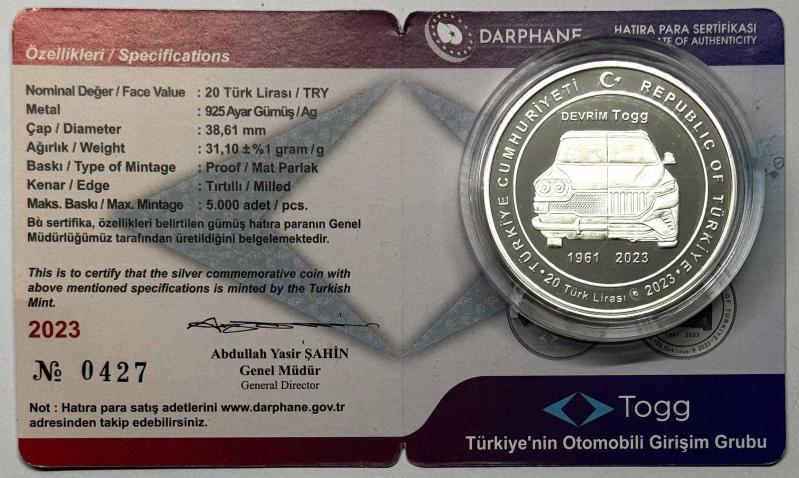 Özellikleri / Specifications
Nominal Değer / Face Value : 20 Türk Lirası / TRY
Metal : 925 Ayar Gümüş / Ag
Çap / Diameter : 38,61 mm
Ağırlık / Weight : 31,10 ±%1 gram / g
Baskı / Type of Mintage : Proof / Mat Parlak
Kenar / Edge : Tırtıllı / Milled
Maks. Baskı / Max. Mintage : 5.000 adet / pcs.
Bu sertifika, özellikleri belirtilen gümüş hatıra paranın Genel
Müdürlüğümüz tarafından üretildiğini belgelemektedir.
This is to certify that the silver commemorative coin with
above mentioned specifications is minted by the Turkish
Mint.
2023
Abdullah Yasir ŞAHİN
Genel Müdür
General Director
№ 0427
Not : Hatıra para satış adetlerini www.darphane.gov.tr
adresinden takip edebilirsiniz.
DARPHANE
HATIRA PARA SERTİFİKASI
OF AUTHENTICITY
TÜRKİYE CUMHURİYETİ REPUBLIC OF TÜRKİYE
DEVRİM Togg
1961 2023
20 Türk Lirası 2023
1961 2023
Togg
Türkiye'nin Otomobili Girişim Grubu